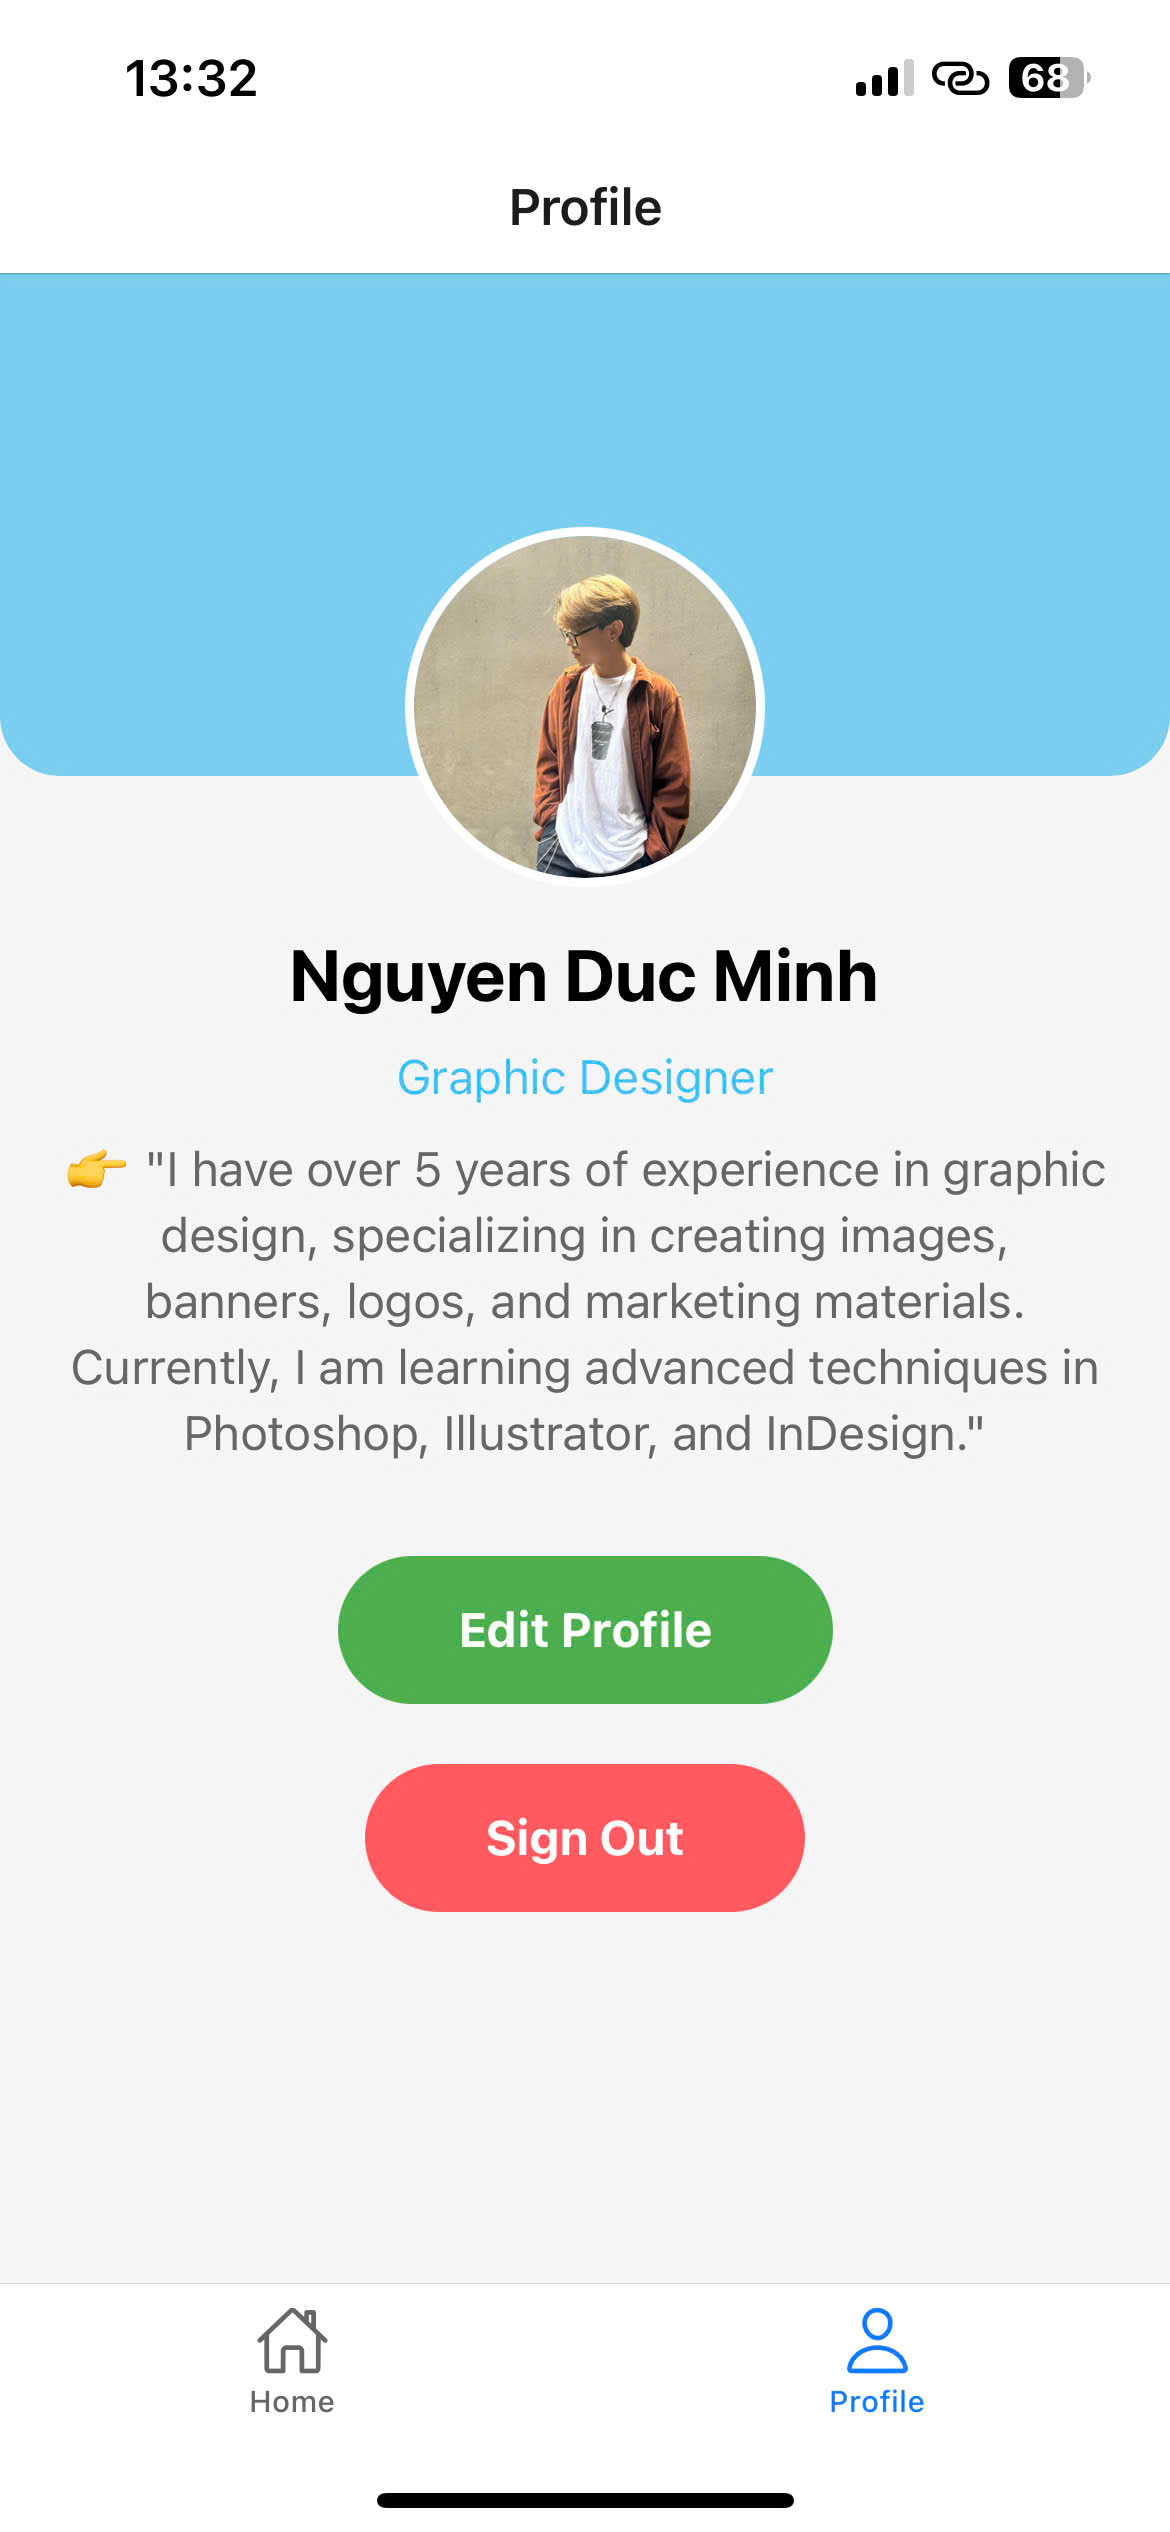 13:32
68
Profile
Nguyen Duc Minh
Graphic Designer
👉 "I have over 5 years of experience in graphic
design, specializing in creating images,
banners, logos, and marketing materials.
Currently, I am learning advanced techniques in
Photoshop, Illustrator, and InDesign."
Edit Profile
Sign Out
Home
Profile